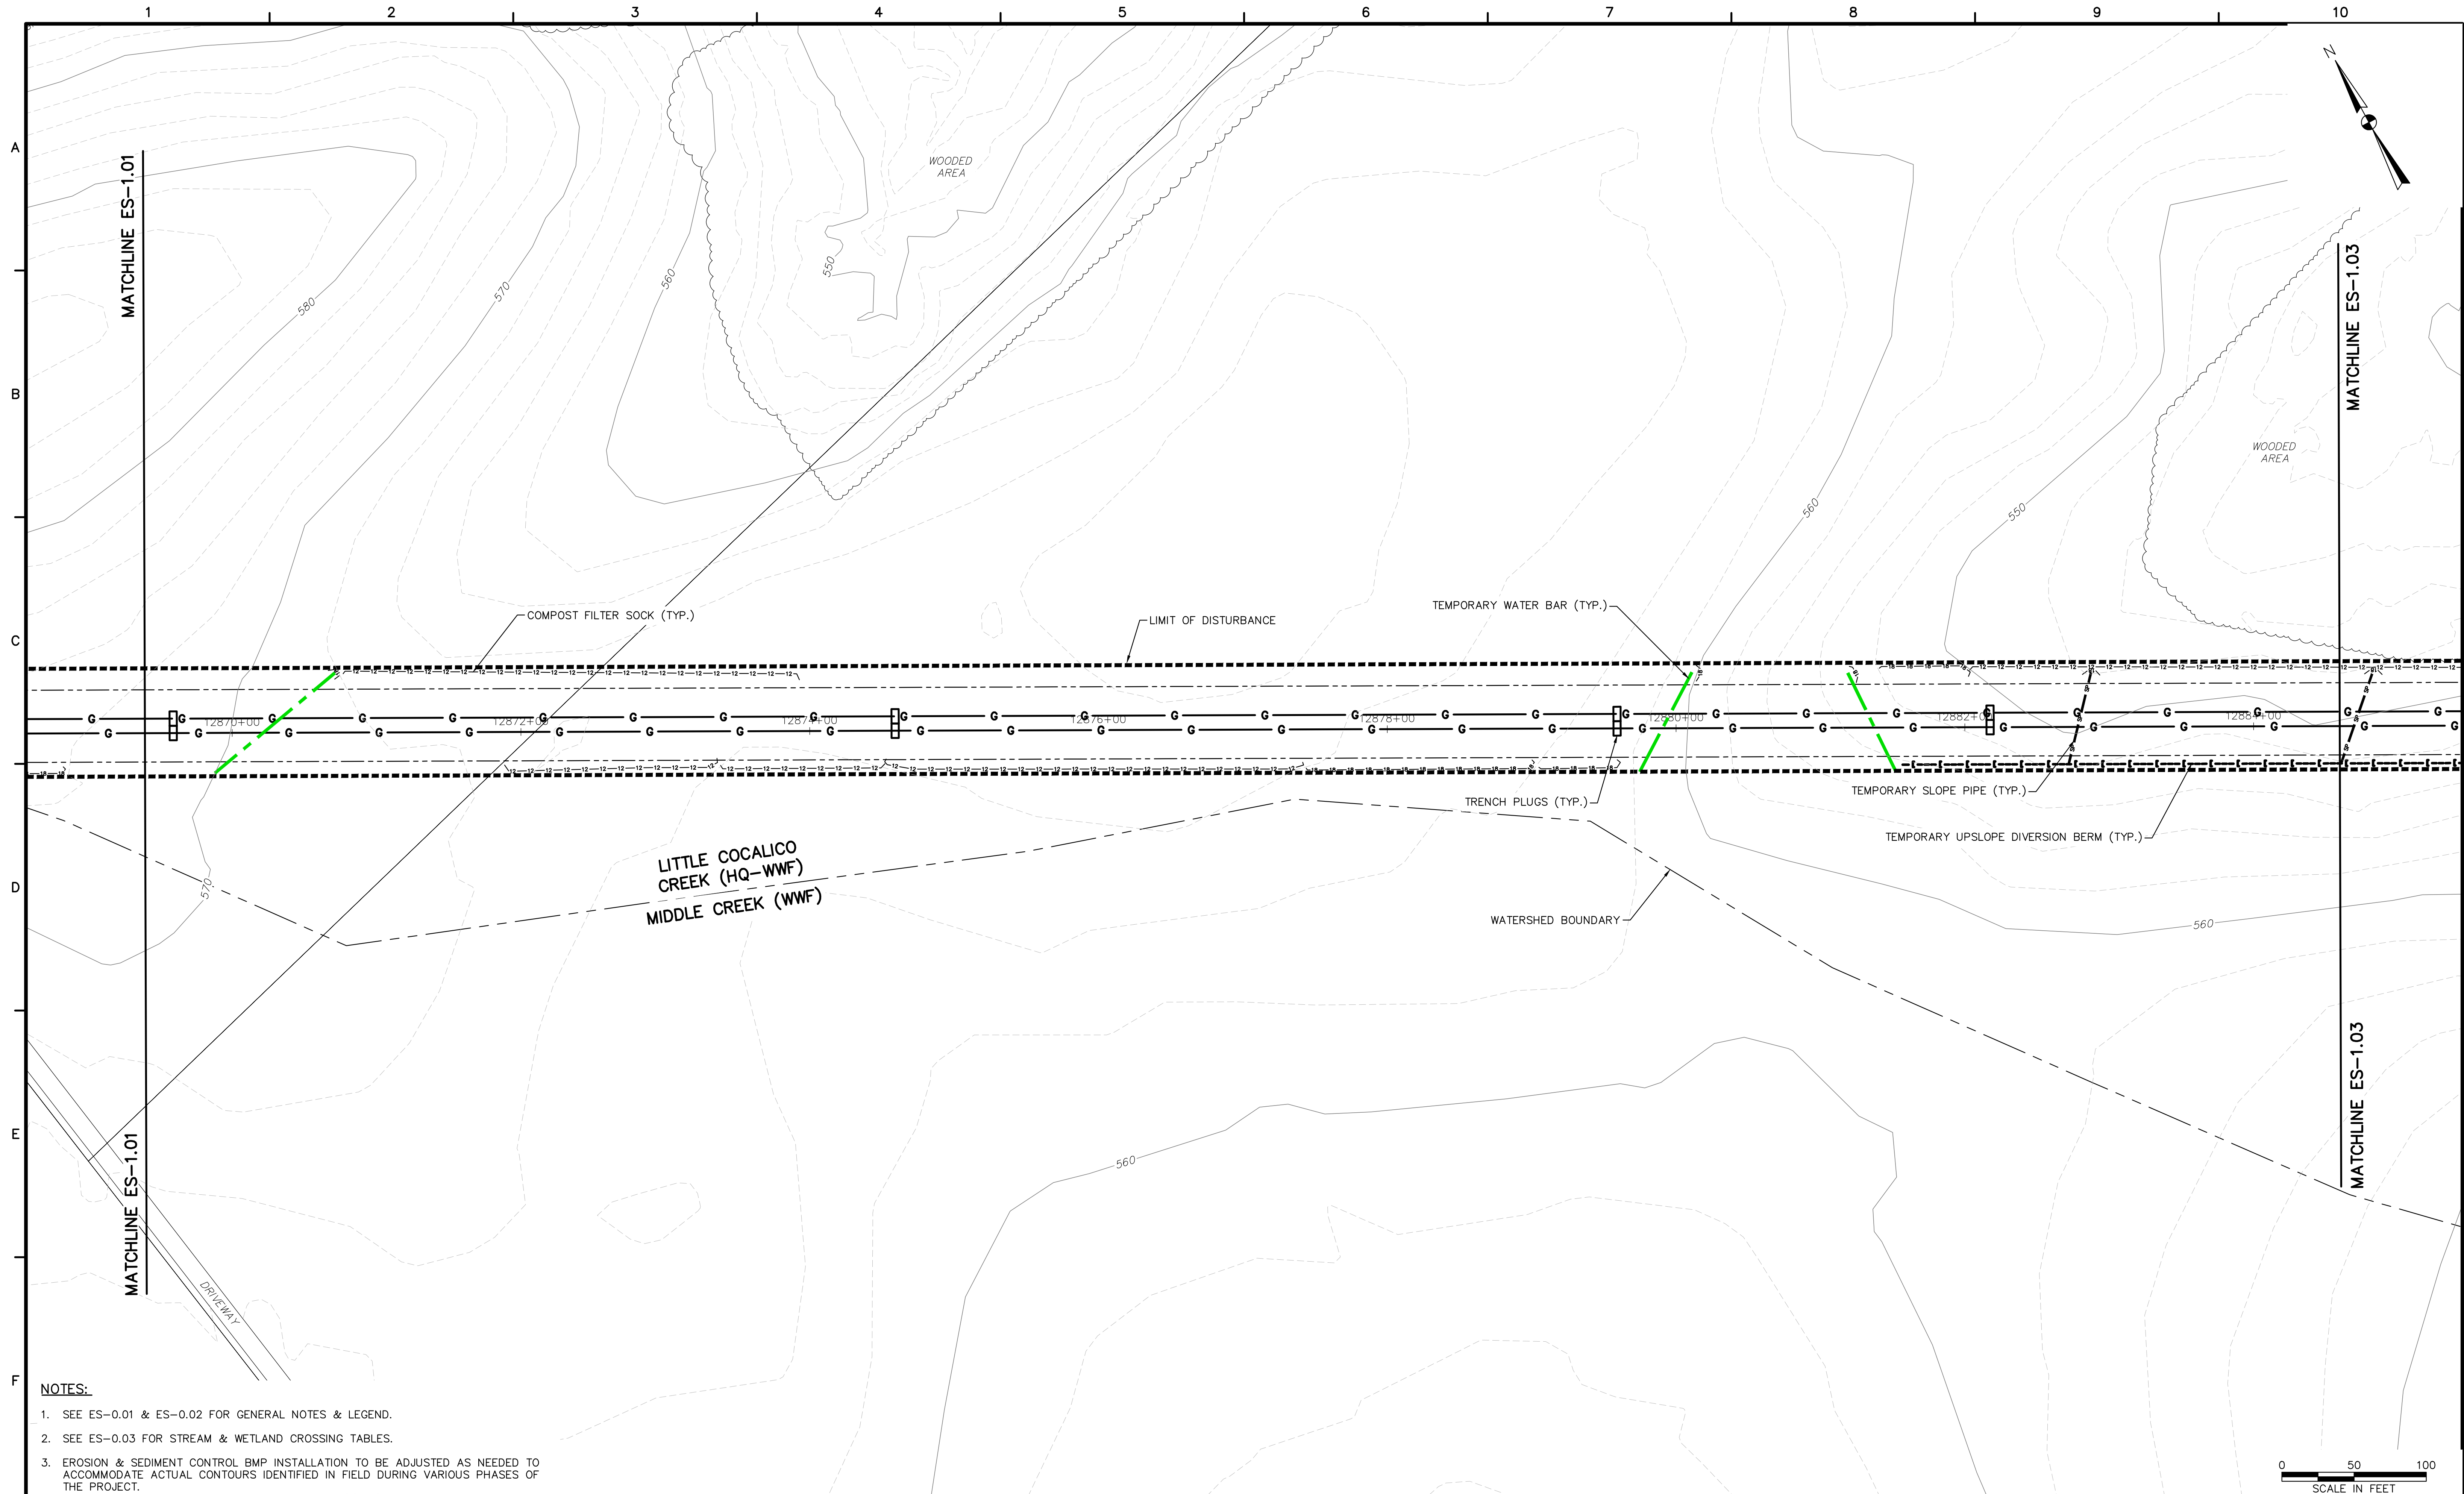 1 2 3 4 5 6 7 8 9 10
N
A
B
C
D
E
F
MATCHLINE ES-1.01
MATCHLINE ES-1.03
WOODED
AREA
580
570
560
550
560
550
WOODED
AREA
COMPOST FILTER SOCK (TYP.)
LIMIT OF DISTURBANCE
TEMPORARY WATER BAR (TYP.)
12870+00 12872+00 12874+00 12876+00 12878+00 12880+00 12882+00 12884+00
TRENCH PLUGS (TYP.)
TEMPORARY SLOPE PIPE (TYP.)
TEMPORARY UPSLOPE DIVERSION BERM (TYP.)
LITTLE COCALICO
CREEK (HQ-WWF)
MIDDLE CREEK (WWF)
570
WATERSHED BOUNDARY
560
560
MATCHLINE ES-1.01
MATCHLINE ES-1.03
DRIVEWAY
NOTES:
1. SEE ES-0.01 & ES-0.02 FOR GENERAL NOTES & LEGEND.
2. SEE ES-0.03 FOR STREAM & WETLAND CROSSING TABLES.
3. EROSION & SEDIMENT CONTROL BMP INSTALLATION TO BE ADJUSTED AS NEEDED TO
ACCOMMODATE ACTUAL CONTOURS IDENTIFIED IN FIELD DURING VARIOUS PHASES OF
THE PROJECT.
0 50 100
SCALE IN FEET